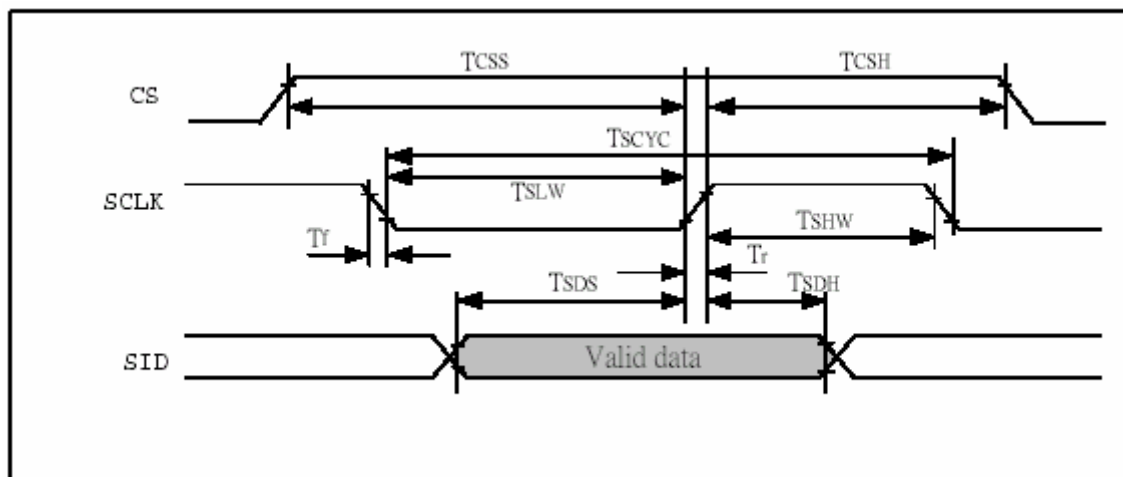 TCSS
TCSH
CS
TSCYC
TSLW
SCLK
TSHW
Tf
Tr
TSDS
TSDH
SID
Valid data